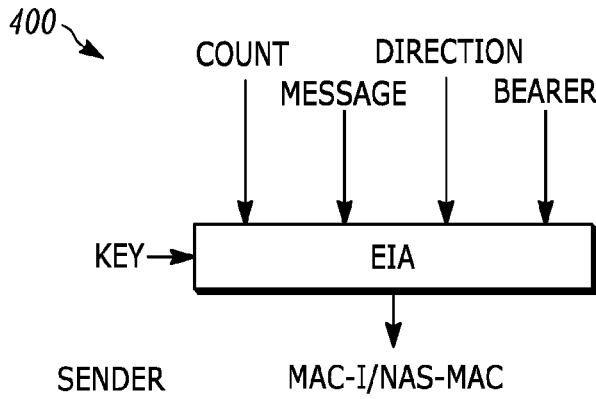 400
COUNT
DIRECTION
MESSAGE
BEARER
KEY
EIA
SENDER
MAC-I/NAS-MAC